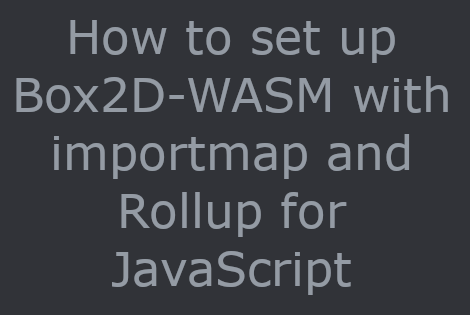 How to set up
Box2D-WASM with
importmap and
Rollup for
JavaScript